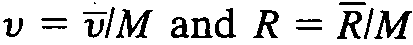 υ = ῡ/M and R = R̅/M